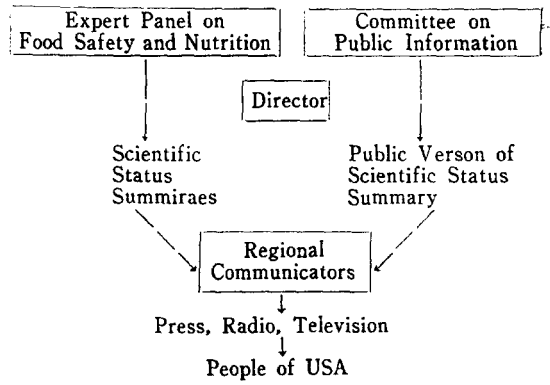 Expert Panel on
Food Safety and Nutrition
Committee on
Public Information
Director
Scientific
Status
Summiraes
Public Verson of
Scientific Status
Summary
Regional
Communicators
Press, Radio, Television
People of USA